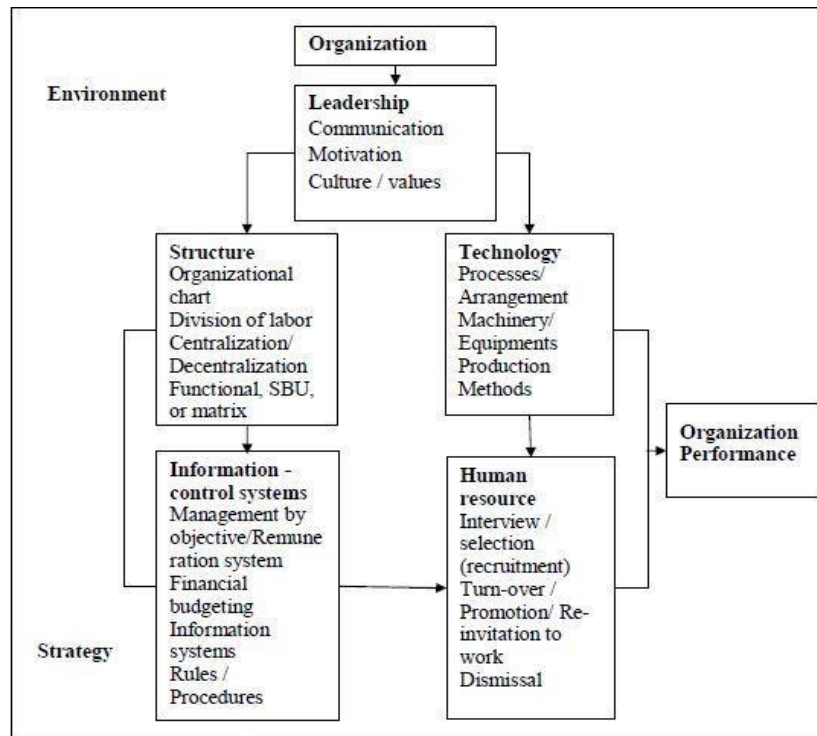 Organization
Environment
Leadership
Communication
Motivation
Culture / values
Structure
Organizational
chart
Division of labor
Centralization/
Decentralization
Functional, SBU,
or matrix
Technology
Processes/
Arrangement
Machinery/
Equipments
Production
Methods
Organization
Performance
Information -
control systems
Management by
objective/Remune
ration system
Financial
budgeting
Information
systems
Rules /
Procedures
Human
resource
Interview /
selection
(recruitment)
Turn-over /
Promotion/ Re-
invitation to
work
Dismissal
Strategy